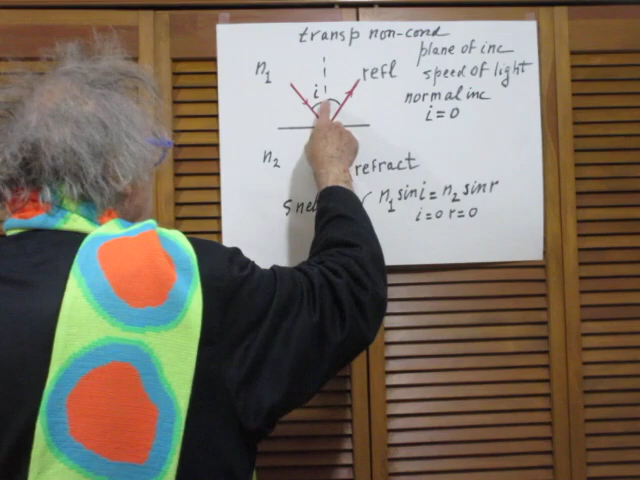 transp non-cond
plane of inc
speed of light
normal inc
i=0
n1
i
refl
n2
refract
n1 sin i = n2 sin r
i=0 r=0